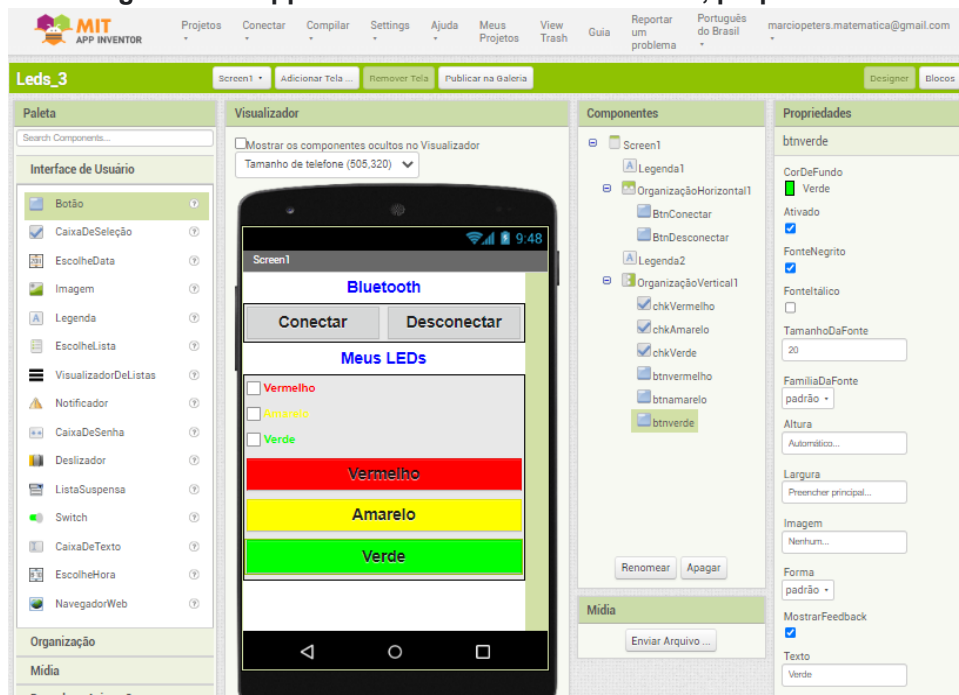 MIT
APP INVENTOR
Projetos
Conectar
Compilar
Settings
Ajuda
Meus
Projetos
View
Trash
Guia
Reportar
um
problema
Português
do Brasil
marciopeters.matematica@gmail.com
Leds_3
Screen1
Adicionar Tela ...
Remover Tela
Publicar na Galeria
Designer
Blocos
Paleta
Search Components...
Interface de Usuário
Botão
CaixaDeSeleção
EscolheData
Imagem
Legenda
EscolheLista
VisualizadorDeListas
Notificador
CaixaDeSenha
Deslizador
ListaSuspensa
Switch
CaixaDeTexto
EscolheHora
NavegadorWeb
Organização
Mídia
Visualizador
Mostrar os componentes ocultos no Visualizador
Tamanho de telefone (505,320)
9:48
Screen1
Bluetooth
Conectar
Desconectar
Meus LEDs
Vermelho
Amarelo
Verde
Vermelho
Amarelo
Verde
Componentes
Screen1
Legenda1
OrganizaçãoHorizontal1
BtnConectar
BtnDesconectar
Legenda2
OrganizaçãoVertical1
chkVermelho
chkAmarelo
chkVerde
btnvermelho
btnamarelo
btnverde
Renomear
Apagar
Mídia
Enviar Arquivo ...
Propriedades
btnverde
CorDeFundo
Verde
Ativado
FonteNegrito
FonteItálico
TamanhoDaFonte
20
FamíliaDaFonte
padrão
Altura
Automático...
Largura
Preencher principal...
Imagem
Nenhum...
Forma
padrão
MostrarFeedback
Texto
Verde